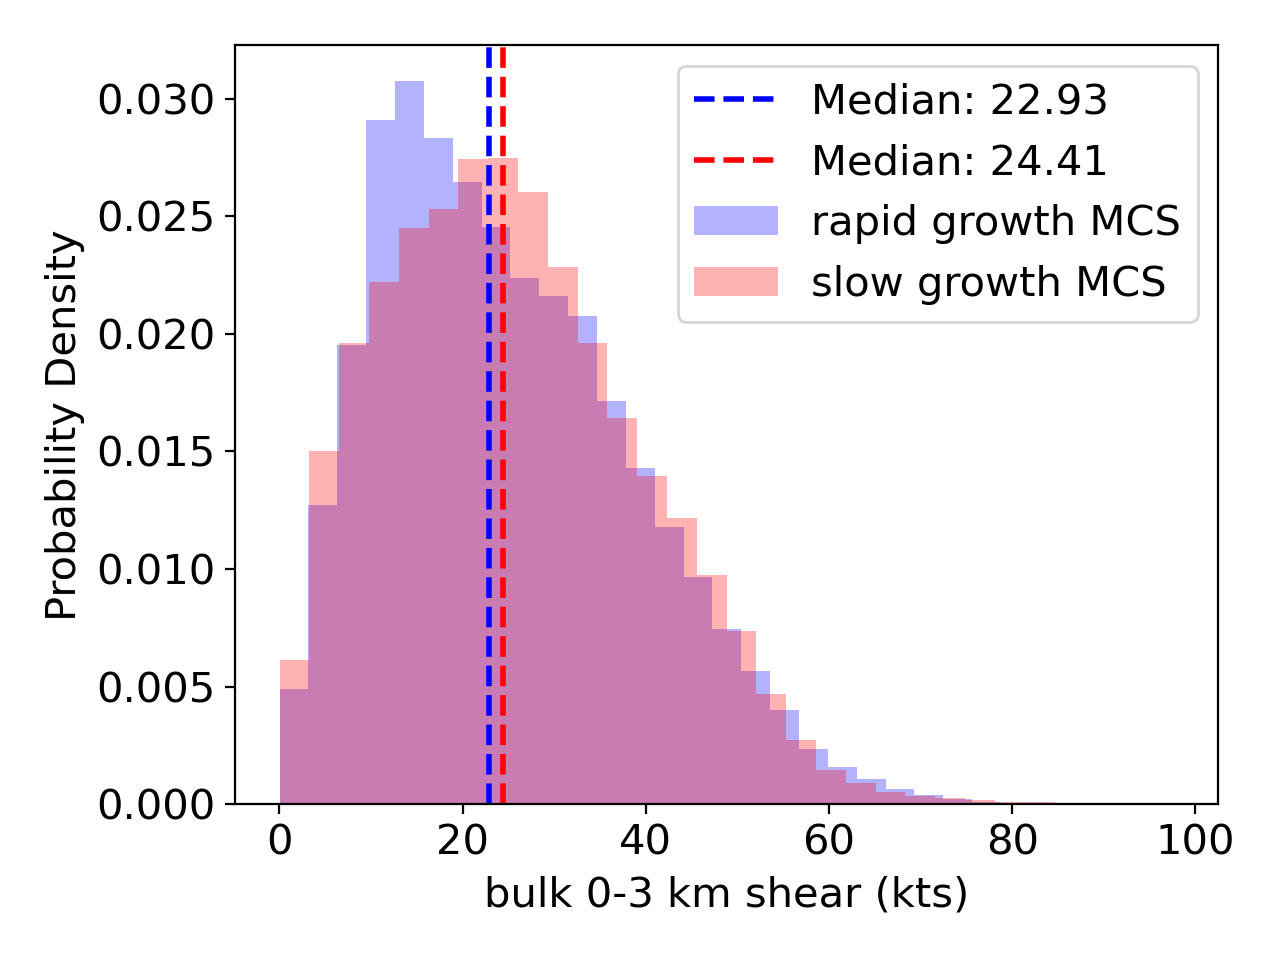 0.030
0.025
0.020
0.015
0.010
0.005
0.000
Probability Density
0 20 40 60 80 100
bulk 0-3 km shear (kts)
Median: 22.93
Median: 24.41
rapid growth MCS
slow growth MCS